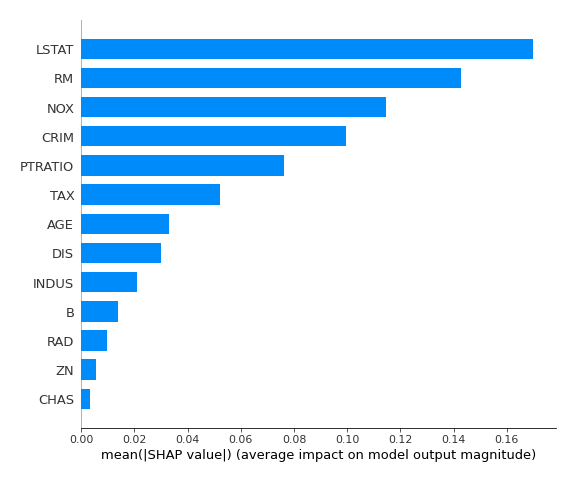 LSTAT
RM
NOX
CRIM
PTRATIO
TAX
AGE
DIS
INDUS
B
RAD
ZN
CHAS
0.00 0.02 0.04 0.06 0.08 0.10 0.12 0.14 0.16
mean(|SHAP value|) (average impact on model output magnitude)